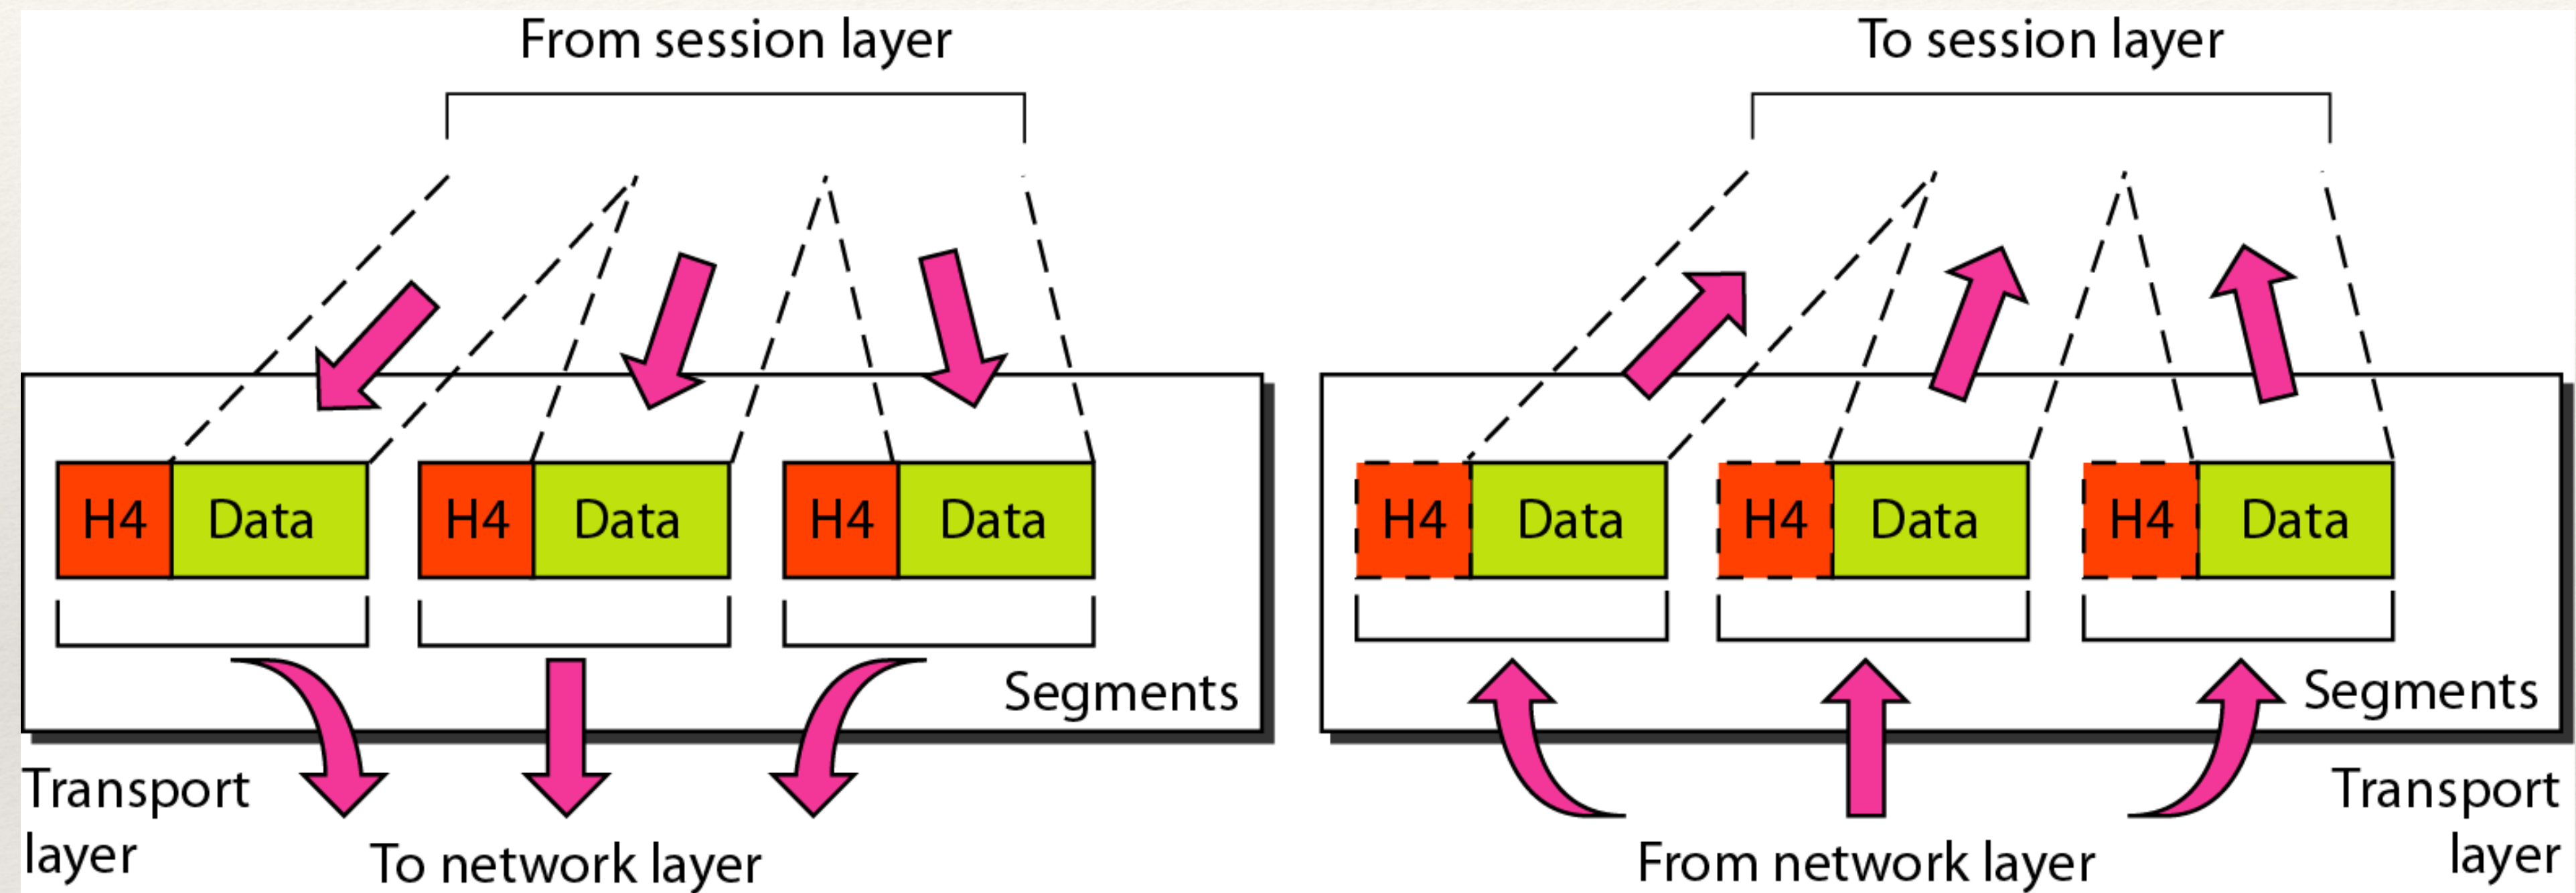 From session layer
H4 Data H4 Data H4 Data
Segments
Transport
layer
To network layer
To session layer
H4 Data H4 Data H4 Data
Segments
Transport
layer
From network layer